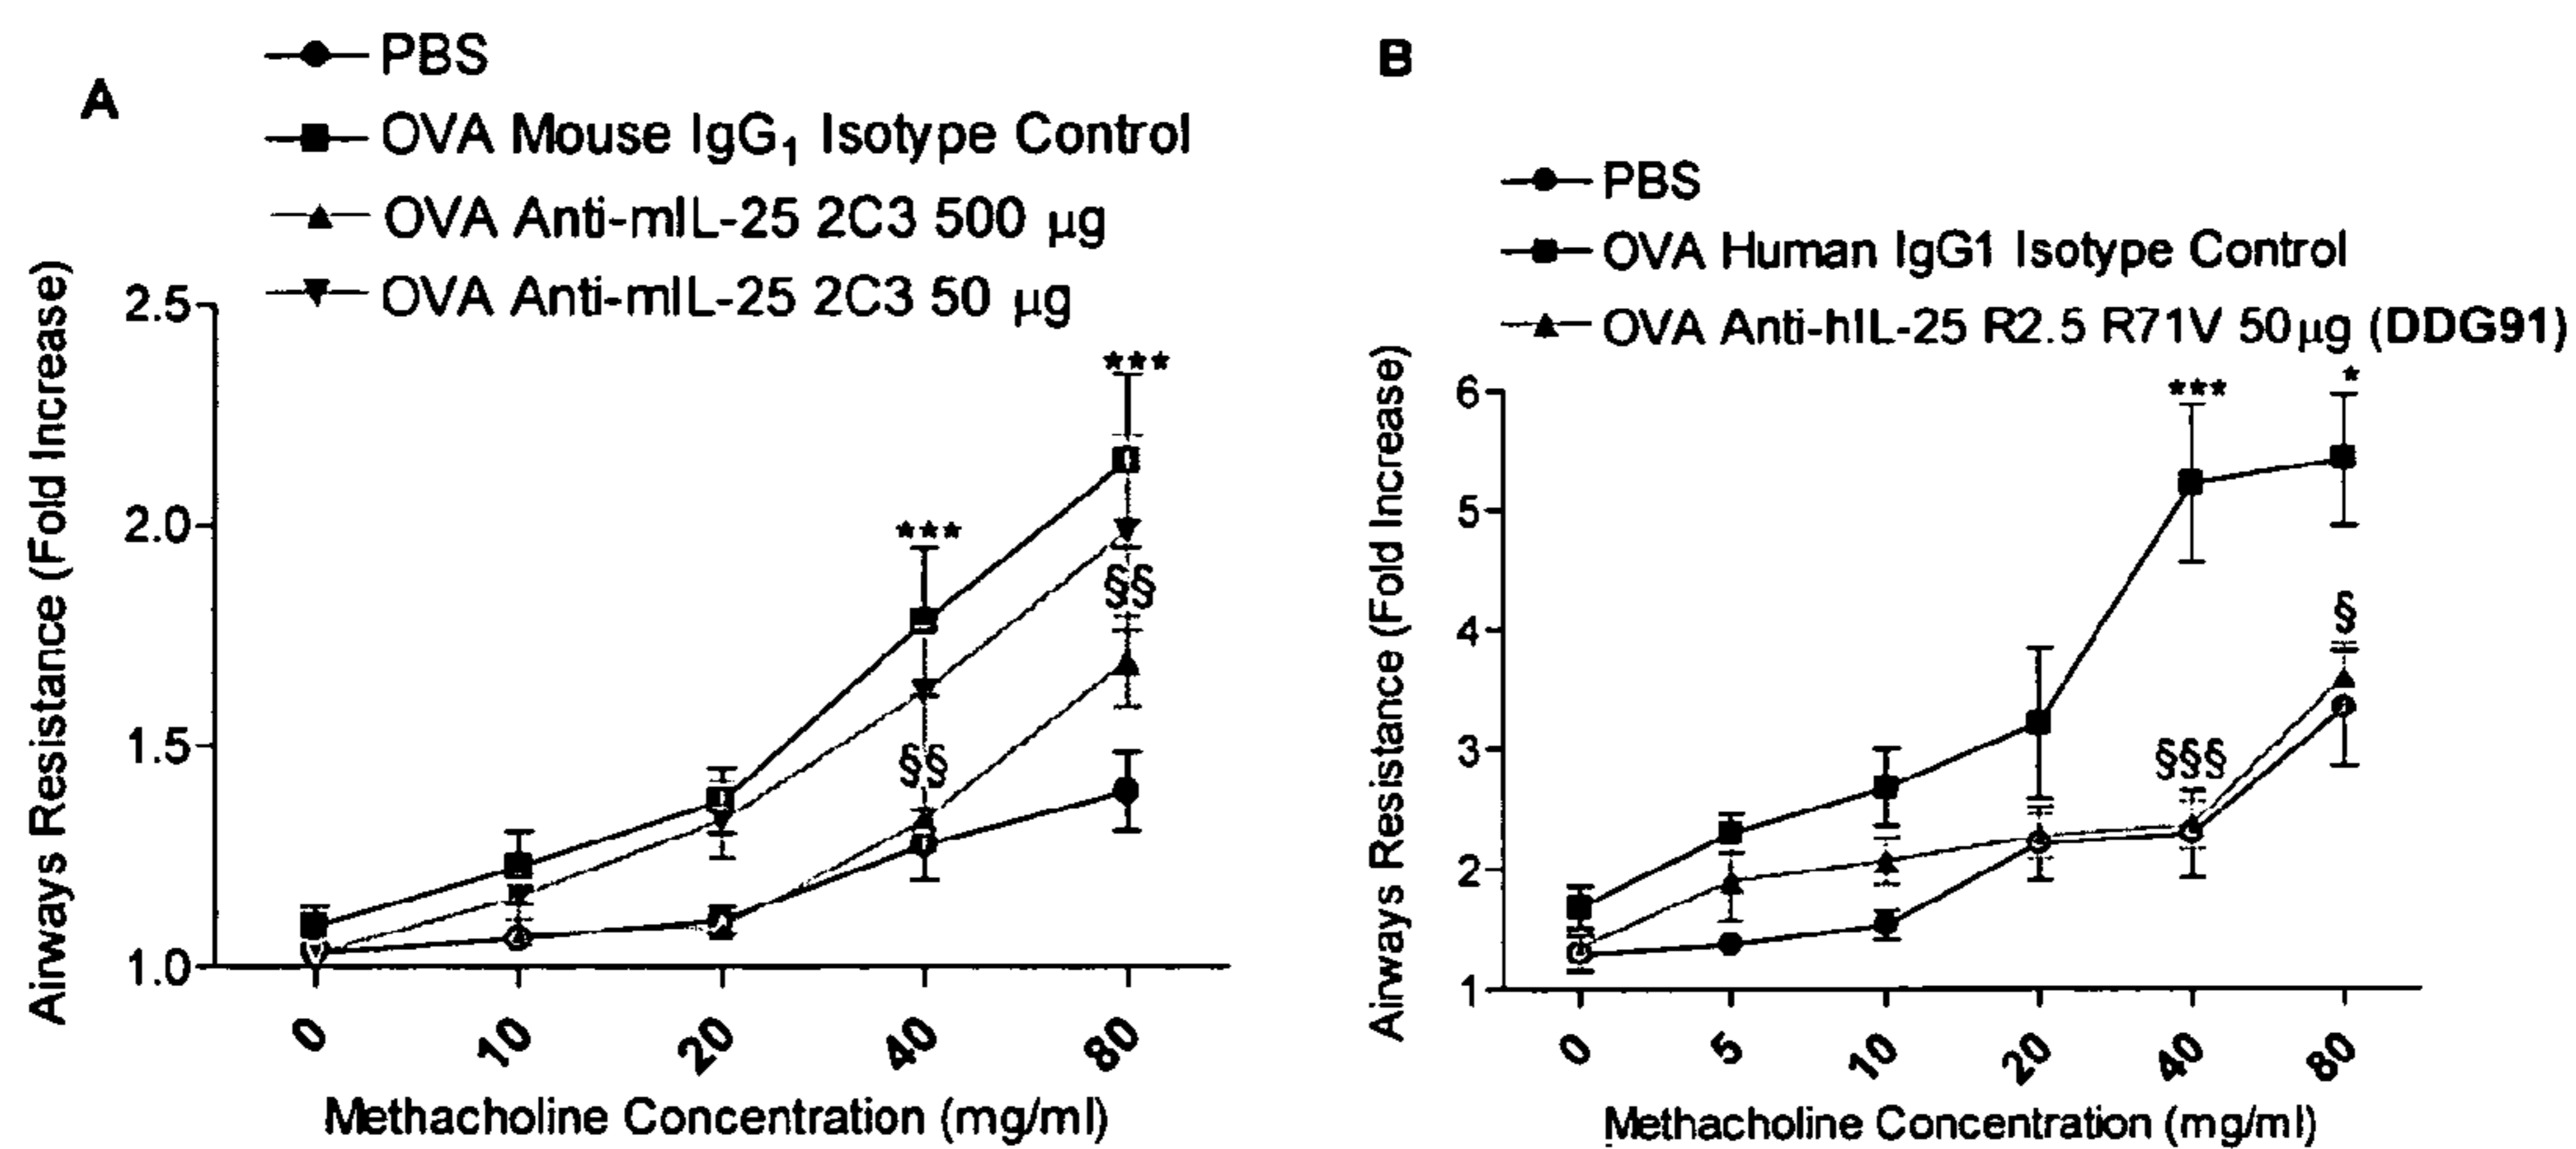 A
PBS
OVA Mouse IgG₁ Isotype Control
OVA Anti-mIL-25 2C3 500 µg
OVA Anti-mIL-25 2C3 50 µg
Airways Resistance (Fold Increase)
2.5
2.0
1.5
1.0
***
***
§§
§§
0
10
20
40
80
Methacholine Concentration (mg/ml)
B
PBS
OVA Human IgG1 Isotype Control
OVA Anti-hIL-25 R2.5 R71V 50µg (DDG91)
Airways Resistance (Fold Increase)
6
5
4
3
2
1
***
*
§
§§§
0
5
10
20
40
80
Methacholine Concentration (mg/ml)